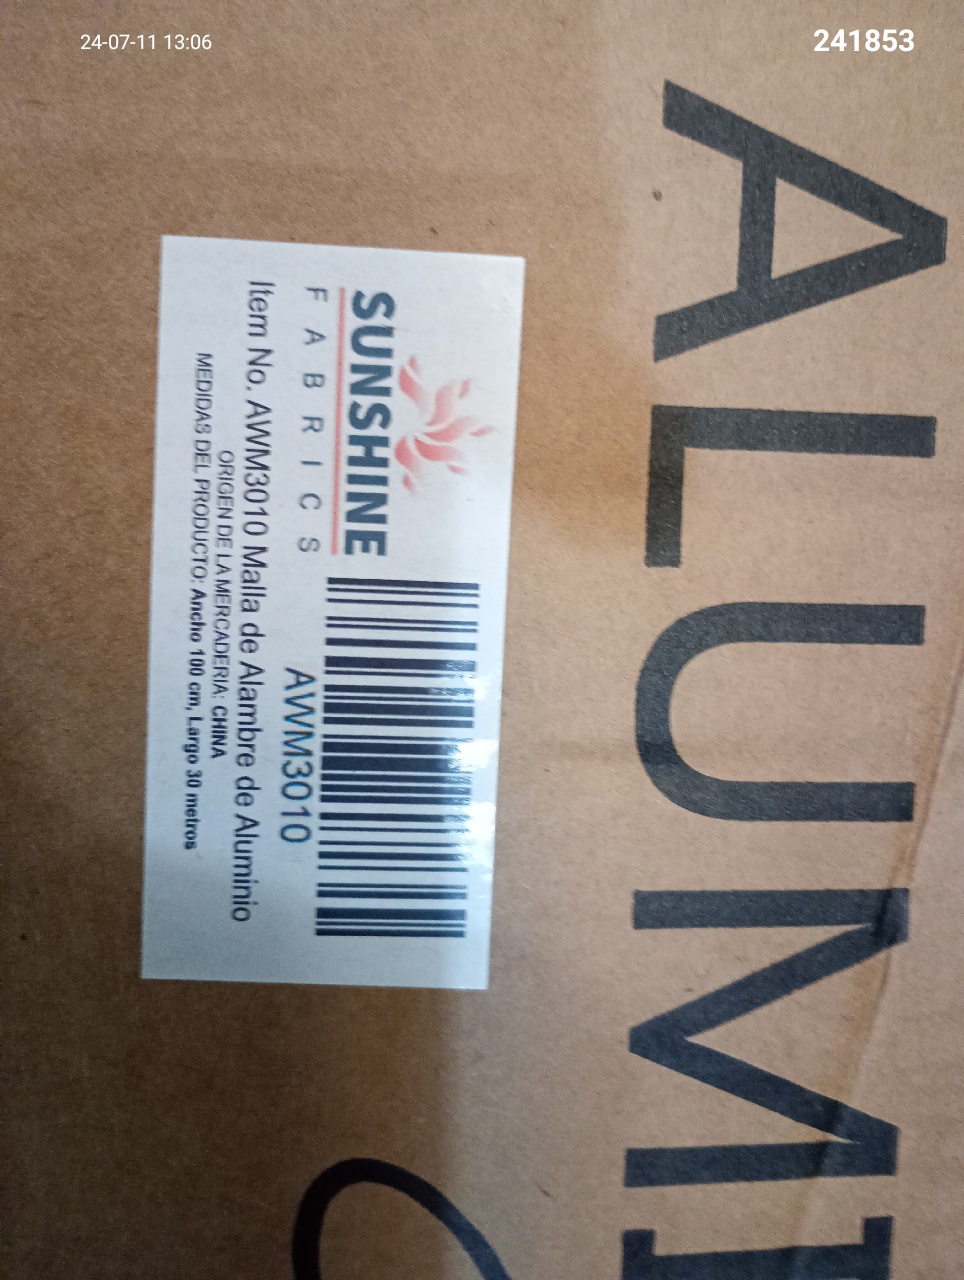 24-07-11 13:06
241853
ALUMI
SUNSHINE
FABRICS
AWM3010
Item No. AWM3010 Malla de Alambre de Aluminio
ORIGEN DE LA MERCADERIA: CHINA
MEDIDAS DEL PRODUCTO: Ancho 100 cm, Largo 30 metros